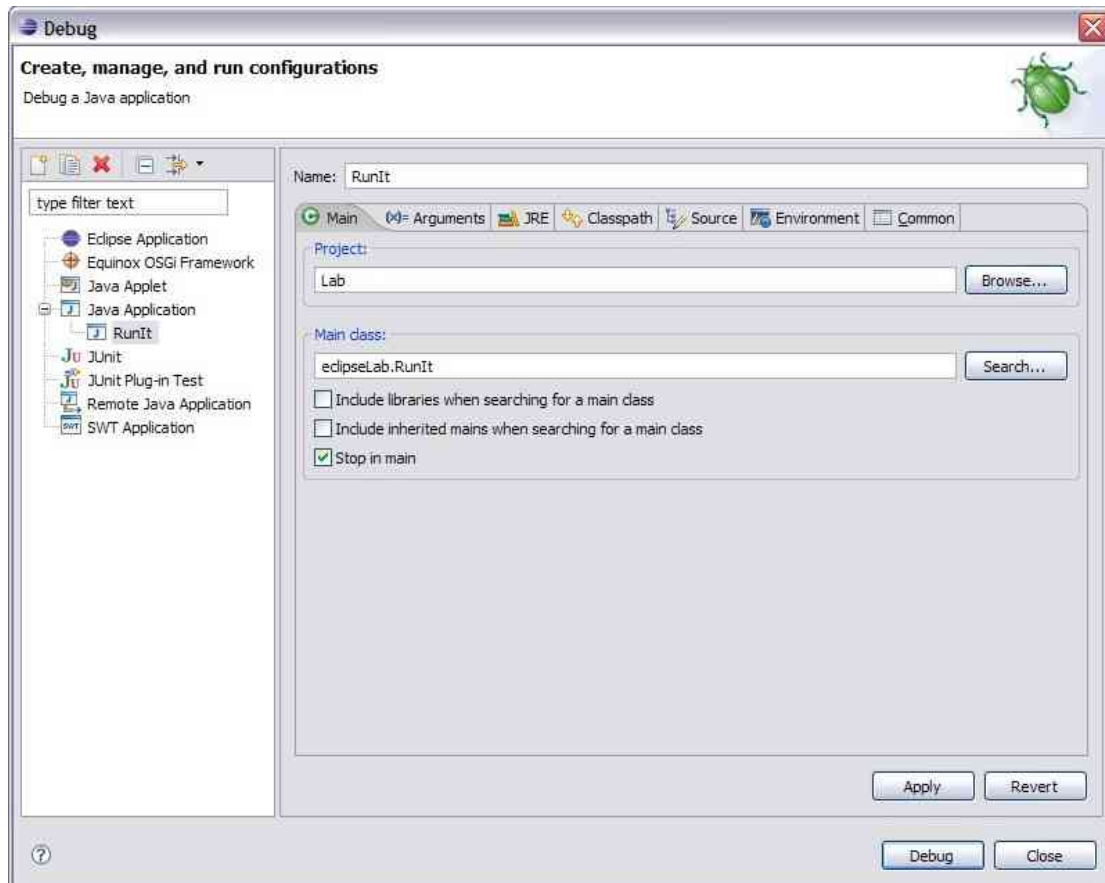 Debug
Create, manage, and run configurations
Debug a Java application
type filter text
Eclipse Application
Equinox OSGi Framework
Java Applet
Java Application
RunIt
JU JUnit
JU JUnit Plug-in Test
Remote Java Application
SWT SWT Application
Name: RunIt
Main (x)= Arguments JRE Classpath Source Environment Common
Project:
Lab Browse...
Main class:
eclipseLab.RunIt Search...
Include libraries when searching for a main class
Include inherited mains when searching for a main class
Stop in main
Apply Revert
? Debug Close